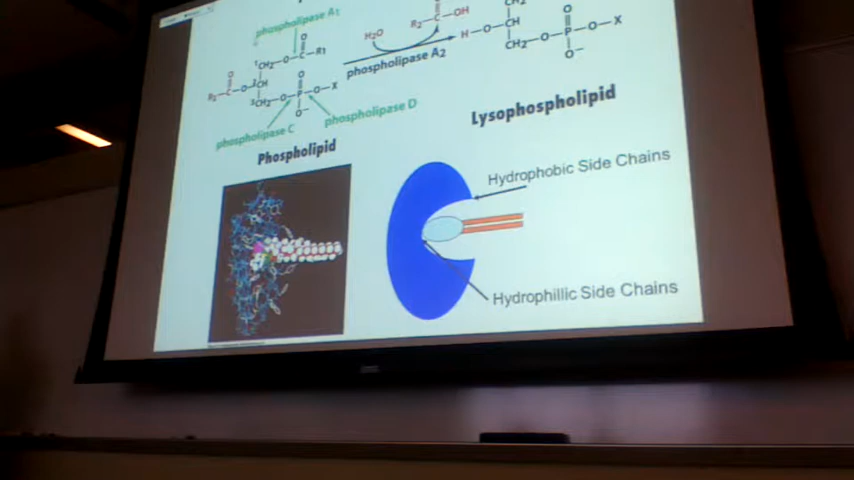 phospholipase A1
H2O
R2-C-OH
H-O-CH
phospholipase A2
CH2-O-P-O-X
O
O-
O
1CH2-O-C-R1
R2-C-O-2CH
3CH2-O-P-O-X
O-
phospholipase D
phospholipase C
Phospholipid
Lysophospholipid
Hydrophobic Side Chains
Hydrophillic Side Chains